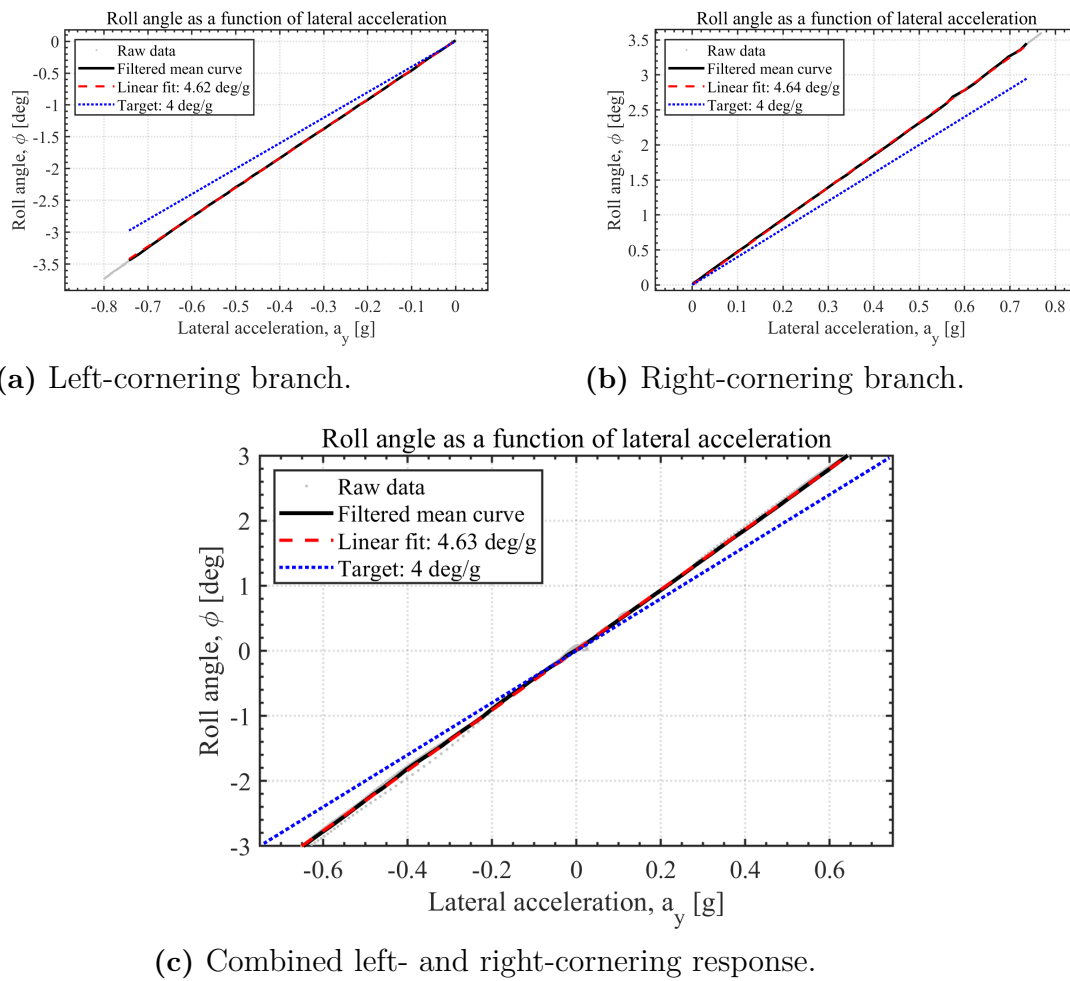 Roll angle as a function of lateral acceleration
0
-0.5
-1
-1.5
-2
-2.5
-3
-3.5
Roll angle, ϕ [deg]
Raw data
Filtered mean curve
Linear fit: 4.62 deg/g
Target: 4 deg/g
-0.8 -0.7 -0.6 -0.5 -0.4 -0.3 -0.2 -0.1 0
Lateral acceleration, a_y [g]
(a) Left-cornering branch.
Roll angle as a function of lateral acceleration
3.5
3
2.5
2
1.5
1
0.5
0
Roll angle, ϕ [deg]
Raw data
Filtered mean curve
Linear fit: 4.64 deg/g
Target: 4 deg/g
0 0.1 0.2 0.3 0.4 0.5 0.6 0.7 0.8
Lateral acceleration, a_y [g]
(b) Right-cornering branch.
Roll angle as a function of lateral acceleration
3
2
1
0
-1
-2
-3
Roll angle, ϕ [deg]
Raw data
Filtered mean curve
Linear fit: 4.63 deg/g
Target: 4 deg/g
-0.6 -0.4 -0.2 0 0.2 0.4 0.6
Lateral acceleration, a_y [g]
(c) Combined left- and right-cornering response.